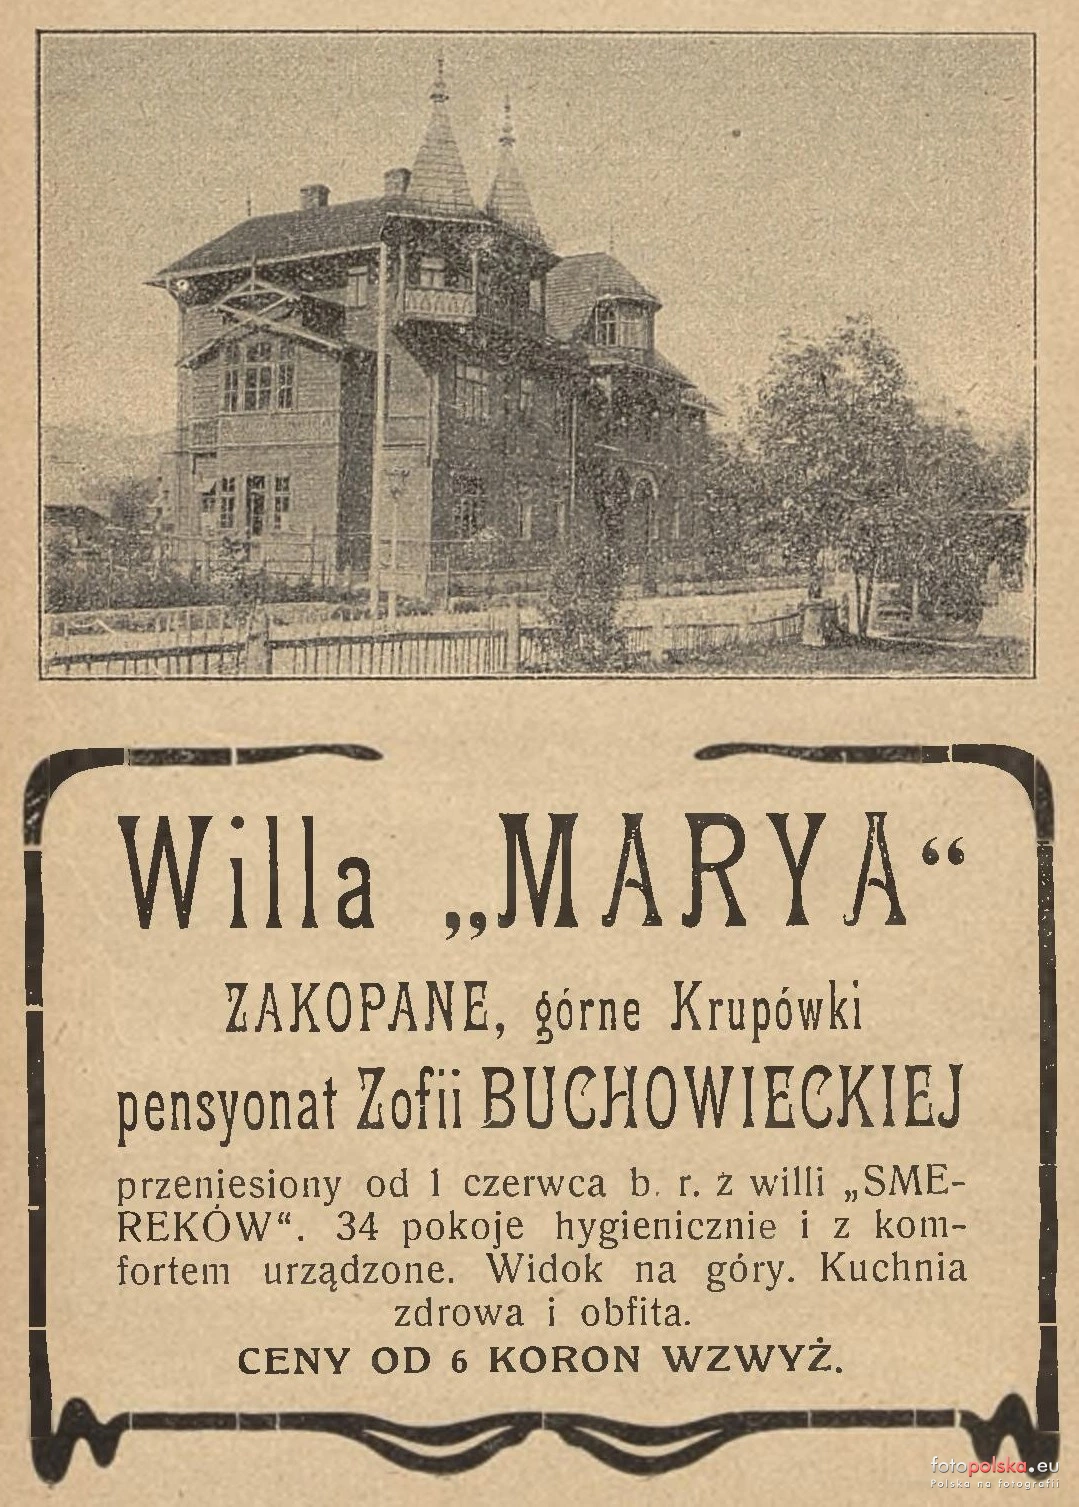 Willa „MARYA“
ZAKOPANE, górne Krupówki
pensyonat Zofii BUCHOWIECKIEJ
przeniesiony od 1 czerwca b. r. z willi „SME-
REKÓW“. 34 pokoje hygienicznie i z kom-
fortem urządzone. Widok na góry. Kuchnia
zdrowa i obfita.
CENY OD 6 KORON WZWYŻ.
fotopolska.eu
Polska na fotografii